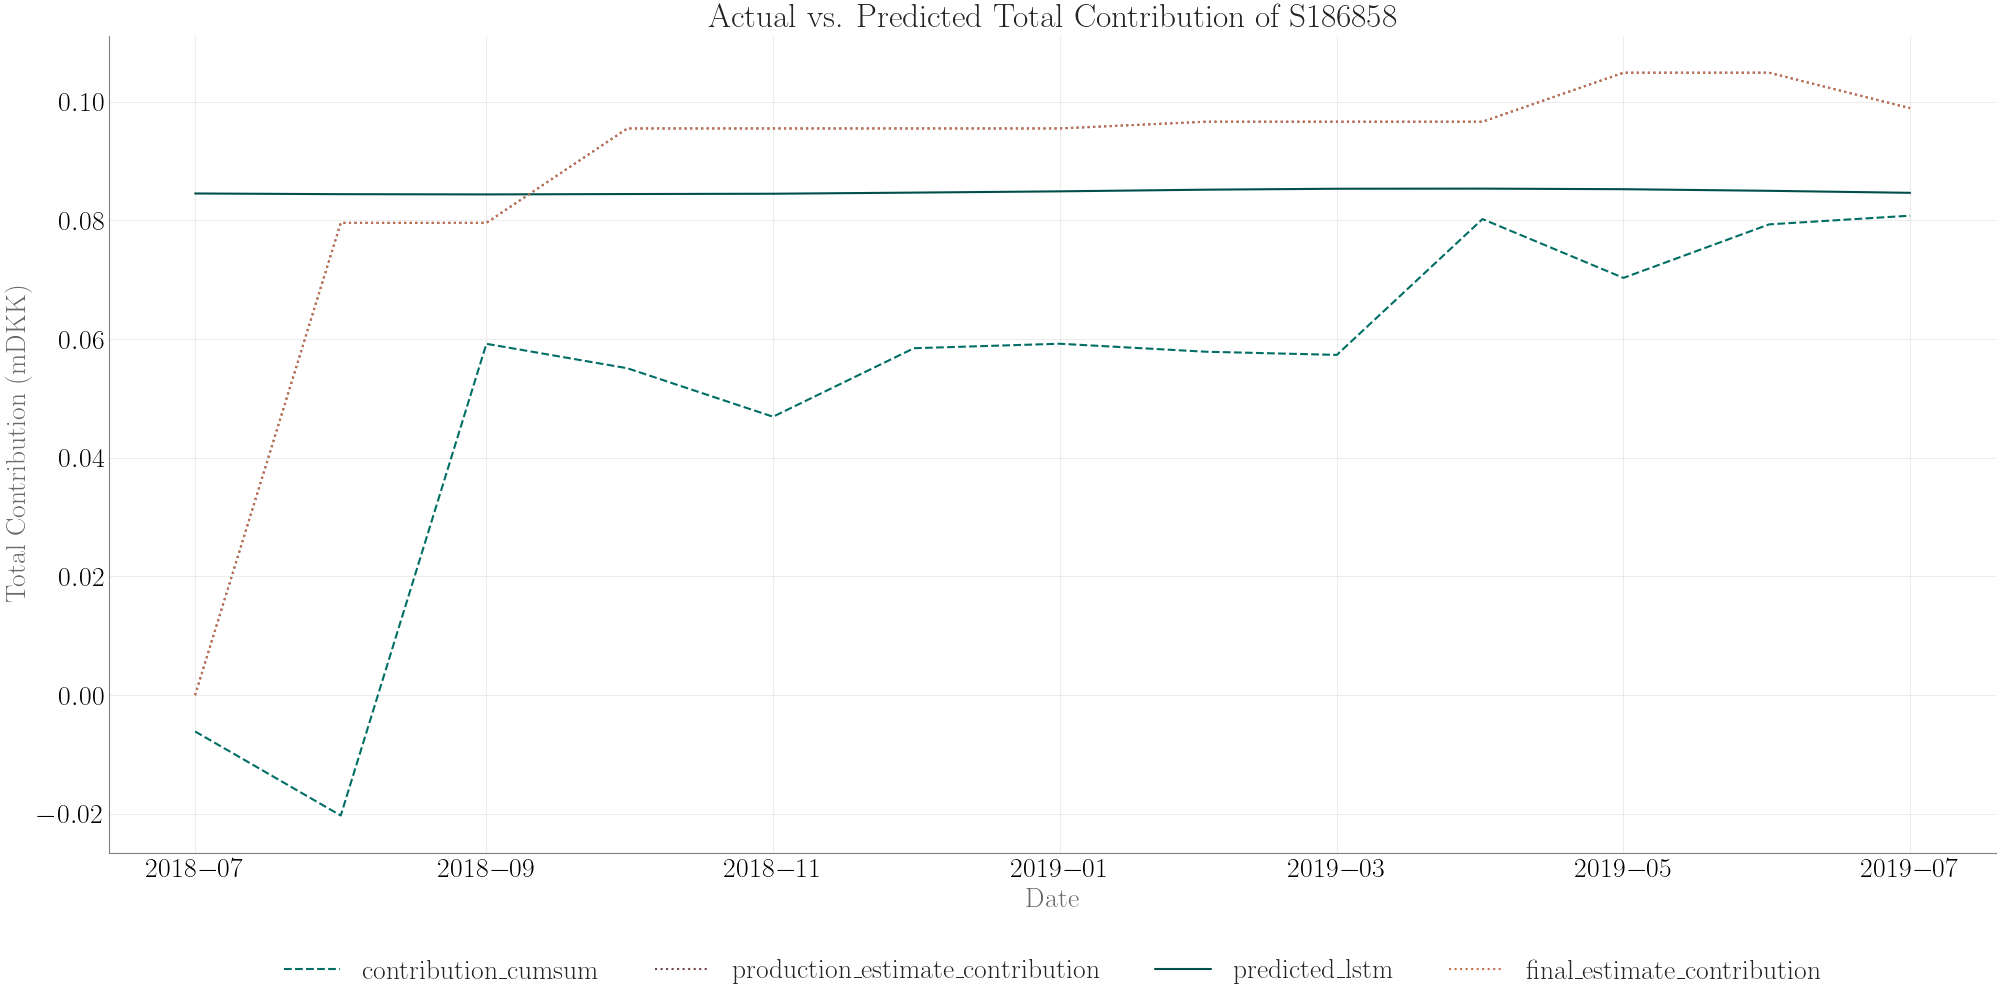 Actual vs. Predicted Total Contribution of S186858
Total Contribution (mDKK)
0.10
0.08
0.06
0.04
0.02
0.00
−0.02
2018−07 2018−09 2018−11 2019−01 2019−03 2019−05 2019−07
Date
contribution_cumsum production_estimate_contribution predicted_lstm final_estimate_contribution